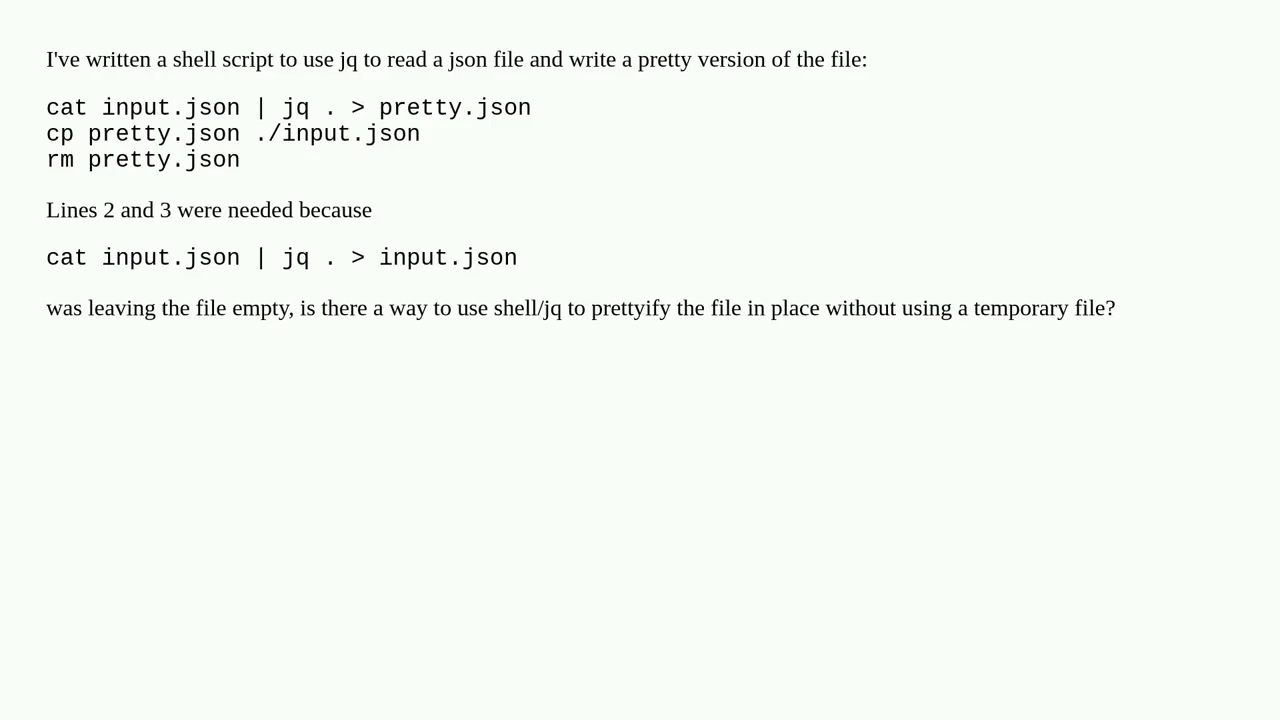 I've written a shell script to use jq to read a json file and write a pretty version of the file:
cat input.json | jq . > pretty.json
cp pretty.json ./input.json
rm pretty.json
Lines 2 and 3 were needed because
cat input.json | jq . > input.json
was leaving the file empty, is there a way to use shell/jq to prettyify the file in place without using a temporary file?